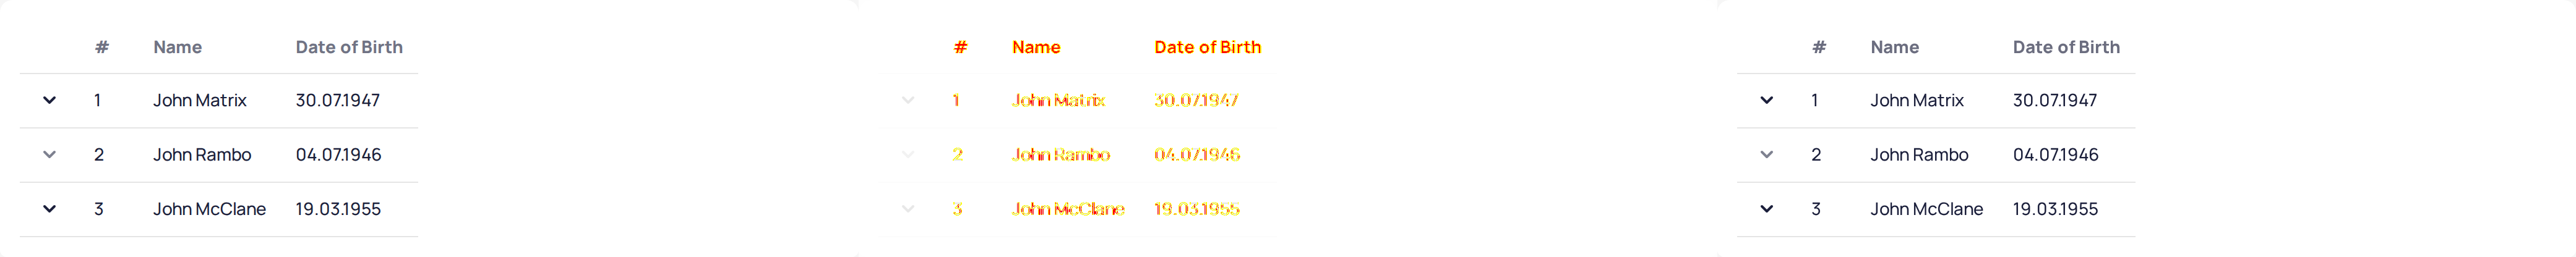 # Name Date of Birth
1 John Matrix 30.07.1947
2 John Rambo 04.07.1946
3 John McClane 19.03.1955
# Name Date of Birth
1 John Matrix 30.07.1947
2 John Rambo 04.07.1946
3 John McClane 19.03.1955
# Name Date of Birth
1 John Matrix 30.07.1947
2 John Rambo 04.07.1946
3 John McClane 19.03.1955